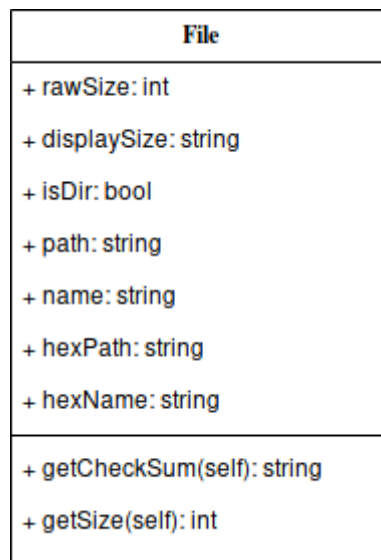 File
+ rawSize: int
+ displaySize: string
+ isDir: bool
+ path: string
+ name: string
+ hexPath: string
+ hexName: string
+ getCheckSum(self): string
+ getSize(self): int